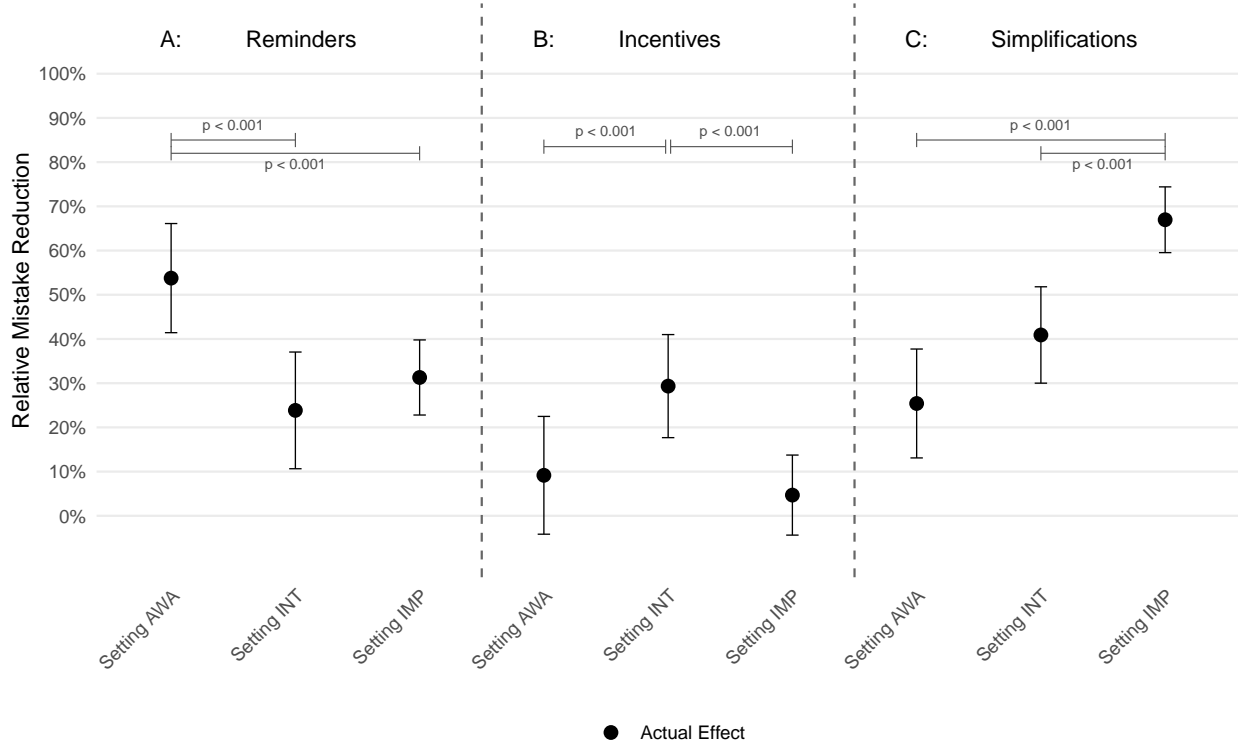 A: Reminders
B: Incentives
C: Simplifications
Relative Mistake Reduction
100%
90%
80%
70%
60%
50%
40%
30%
20%
10%
0%
p < 0.001
p < 0.001
p < 0.001
p < 0.001
p < 0.001
p < 0.001
Setting AWA
Setting INT
Setting IMP
Setting AWA
Setting INT
Setting IMP
Setting AWA
Setting INT
Setting IMP
Actual Effect